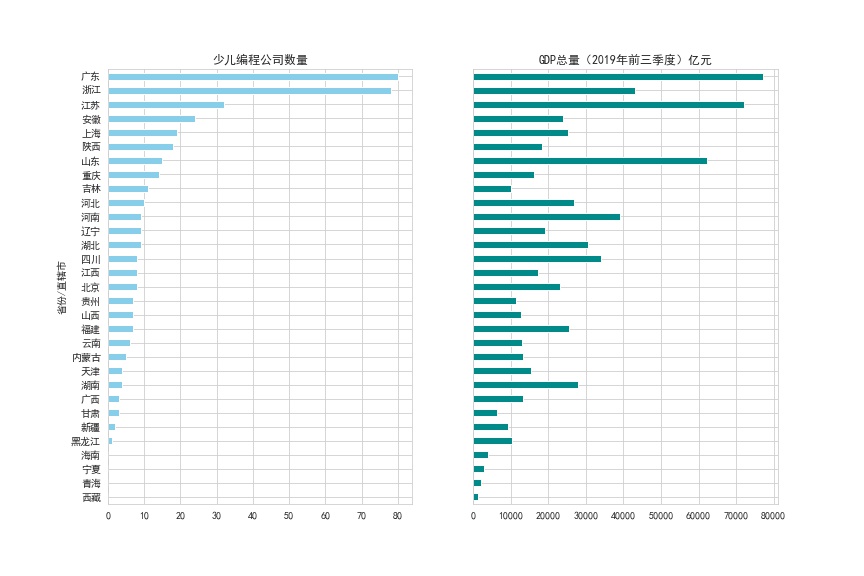 少儿编程公司数量
GDP总量（2019年前三季度）亿元
省份/直辖市
广东
浙江
江苏
安徽
上海
陕西
山东
重庆
吉林
河北
河南
辽宁
湖北
四川
江西
北京
贵州
山西
福建
云南
内蒙古
天津
湖南
广西
甘肃
新疆
黑龙江
海南
宁夏
青海
西藏
0 10 20 30 40 50 60 70 80
0 10000 20000 30000 40000 50000 60000 70000 80000